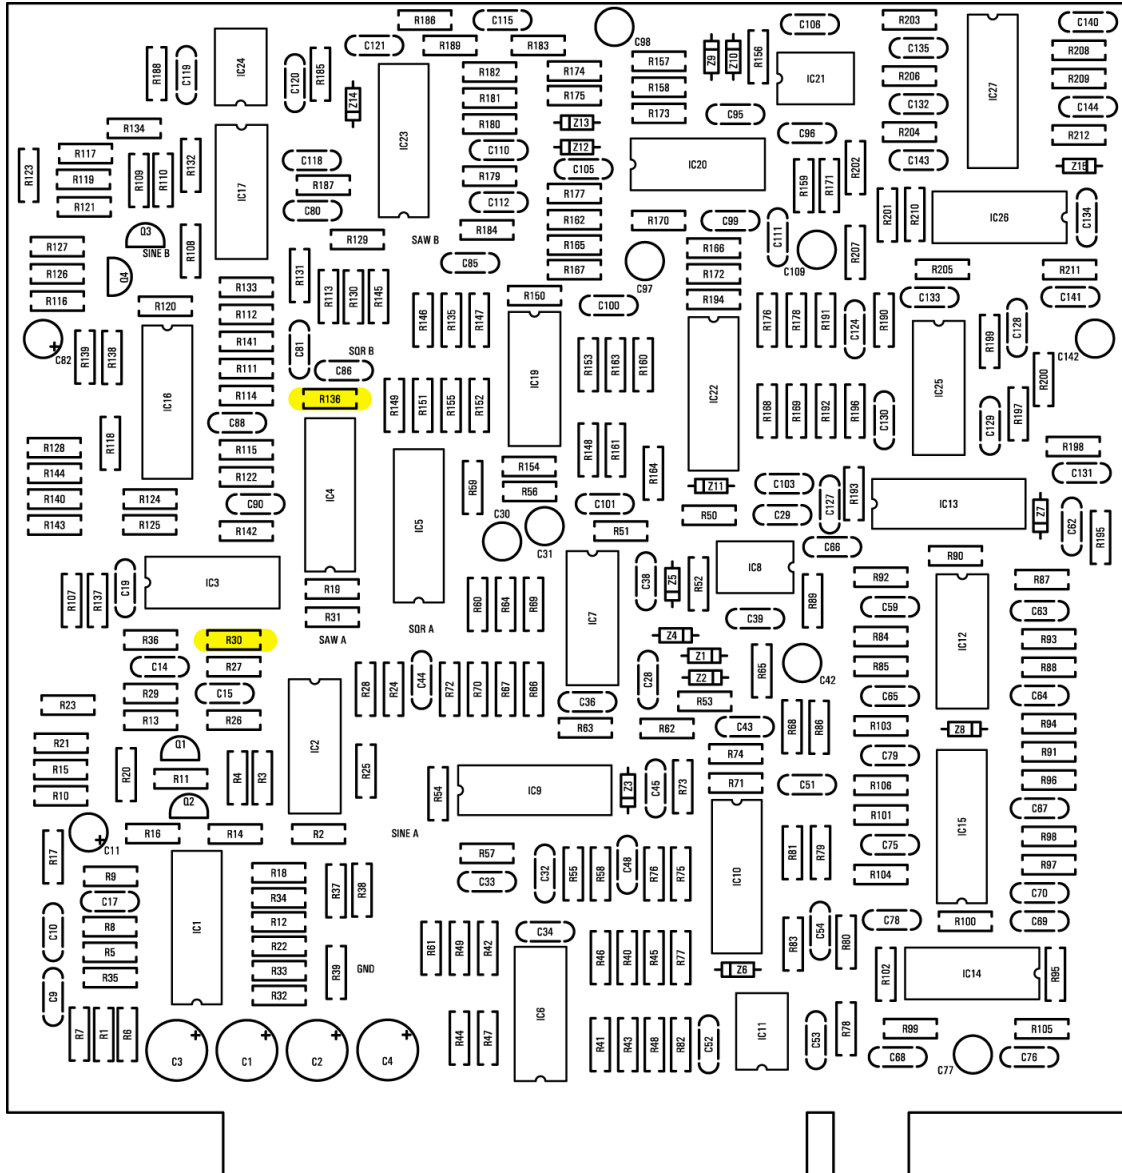 R186 C115 C106 R203 C140
C121 R189 R183 C98 C135 R208
R188 C119 IC24 C120 R185 R182 R174 R157 Z9 Z10 R156 IC21 R206 IC27 R209
Z14 IC23 R181 R175 R158 C132 C144
R134 R180 Z13 R173 C95 R204 R212
R123 R117 R132 IC17 C118 C110 Z12 IC20 C96 C143 Z15
R119 R109 R110 R187 R179 C105 R159 R171 R202
R121 C80 C112 R177 R201 R210 IC26 C134
Q3 R162 R170 C99 C111
SINE B R108 R129 SAW B R184 R165 R166 R207
R127 Q4 R131 C85 R167 C97 R172 C109 R205 R211
R126 R133 R113 R130 R145
R116 R120 R112 R146 R135 R147 R150 C100 R194 R176 R178 R191 C124 R190 C133 C141
C82 R139 R138 IC16 R141 C81 SQR B IC19 R153 R163 R160 IC22 IC25 R199 C128 C142
R111 C86 R200
R114 R136 R149 R151 R155 R152 R168 R169 R192 R196 C130 C129 R197
C88
R128 R118 R115 IC4 R148 R161 R164 R198
R144 R122 IC5 R59 R154 C131
R140 R124 C90 R56 Z11 C103 C127 R193 IC13 Z7 C62 R195
R143 R125 R142 C30 C31 C101 R50 C29
R51 C66 R90
R107 R137 C19 IC3 R19 R60 R64 R69 IC7 C38 Z5 R52 IC8 R89 R92 IC12 R87
R31 SQR A C39 C59 C63
R36 R30 SAW A Z4 R84 R93
C14 R27 Z1 R65 C42 R85 R88
R29 C15 R28 R24 C44 R72 R70 R67 R66 C36 C28 Z2 C65 C64
R23 R13 R26 R53
R21 Q1 IC2 R63 R62 C43 R68 R86 R103 Z8 R94
R15 R20 R11 R4 R3 R25 R74 C79 R91
R10 Q2 R54 IC9 Z3 C45 R73 R71 C51 R106 IC15 R96
C11 R16 R14 R2 SINE A R101 C67
R17 R57 IC10 R81 R79 C75 R98
R9 R18 R37 R38 C33 C32 R55 R58 C48 R76 R75 R104 R97
C17 IC1 R34 C70
C10 R8 R12 C34 C54 C78 R100 C69
R5 R22 R61 R49 R42 R46 R40 R45 R77 R83 R80
C9 R35 R33 R39 GND Z6 R102 IC14 R95
R32 IC6
R7 R1 R6 R44 R47 R41 R43 R48 R82 C52 IC11 C53 R78 R99 R105
C3 C1 C2 C4 C68 C77 C76